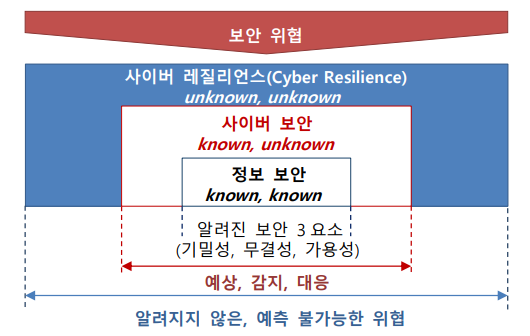 보안 위협
사이버 레질리언스(Cyber Resilience)
unknown, unknown
사이버 보안
known, unknown
정보 보안
known, known
알려진 보안 3요소
(기밀성, 무결성, 가용성)
예상, 감지, 대응
알려지지 않은, 예측 불가능한 위협